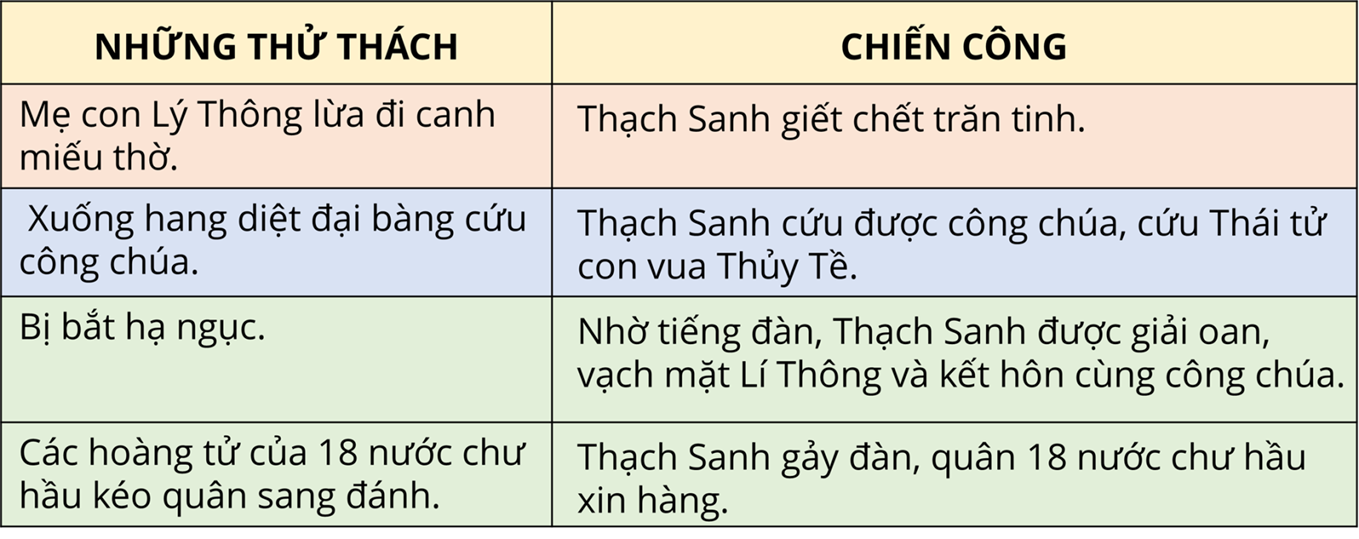 NHỮNG THỬ THÁCH
CHIẾN CÔNG
Mẹ con Lý Thông lừa đi canh
miếu thờ.
Thạch Sanh giết chết trăn tinh.
Xuống hang diệt đại bàng cứu
công chúa.
Thạch Sanh cứu được công chúa, cứu Thái tử
con vua Thủy Tề.
Bị bắt hạ ngục.
Nhờ tiếng đàn, Thạch Sanh được giải oan,
vạch mặt Lí Thông và kết hôn cùng công chúa.
Các hoàng tử của 18 nước chư
hầu kéo quân sang đánh.
Thạch Sanh gảy đàn, quân 18 nước chư hầu
xin hàng.